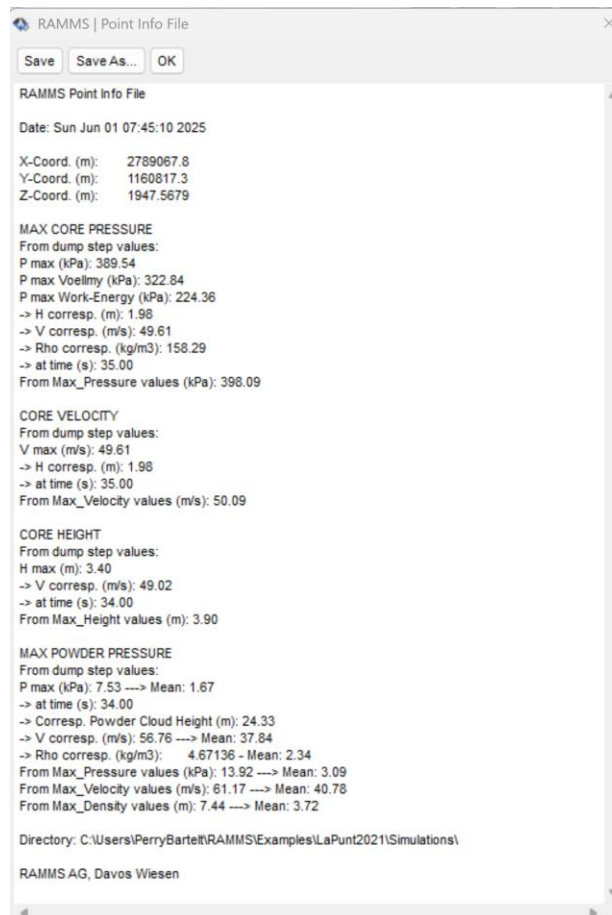 RAMMS | Point Info File
Save Save As... OK
RAMMS Point Info File
Date: Sun Jun 01 07:45:10 2025
X-Coord. (m): 2789067.8
Y-Coord. (m): 1160817.3
Z-Coord. (m): 1947.5679
MAX CORE PRESSURE
From dump step values:
P max (kPa): 389.54
P max Voellmy (kPa): 322.84
P max Work-Energy (kPa): 224.36
-> H corresp. (m): 1.98
-> V corresp. (m/s): 49.61
-> Rho corresp. (kg/m3): 158.29
-> at time (s): 35.00
From Max_Pressure values (kPa): 398.09
CORE VELOCITY
From dump step values:
V max (m/s): 49.61
-> H corresp. (m): 1.98
-> at time (s): 35.00
From Max_Velocity values (m/s): 50.09
CORE HEIGHT
From dump step values:
H max (m): 3.40
-> V corresp. (m/s): 49.02
-> at time (s): 34.00
From Max_Height values (m): 3.90
MAX POWDER PRESSURE
From dump step values:
P max (kPa): 7.53 ---> Mean: 1.67
-> at time (s): 34.00
-> Corresp. Powder Cloud Height (m): 24.33
-> V corresp. (m/s): 56.76 ---> Mean: 37.84
-> Rho corresp. (kg/m3): 4.67136 - Mean: 2.34
From Max_Pressure values (kPa): 13.92 ---> Mean: 3.09
From Max_Velocity values (m/s): 61.17 ---> Mean: 40.78
From Max_Density values (m): 7.44 ---> Mean: 3.72
Directory: C:\Users\PerryBartelt\RAMMS\Examples\LaPunt2021\Simulations\
RAMMS AG, Davos Wiesen